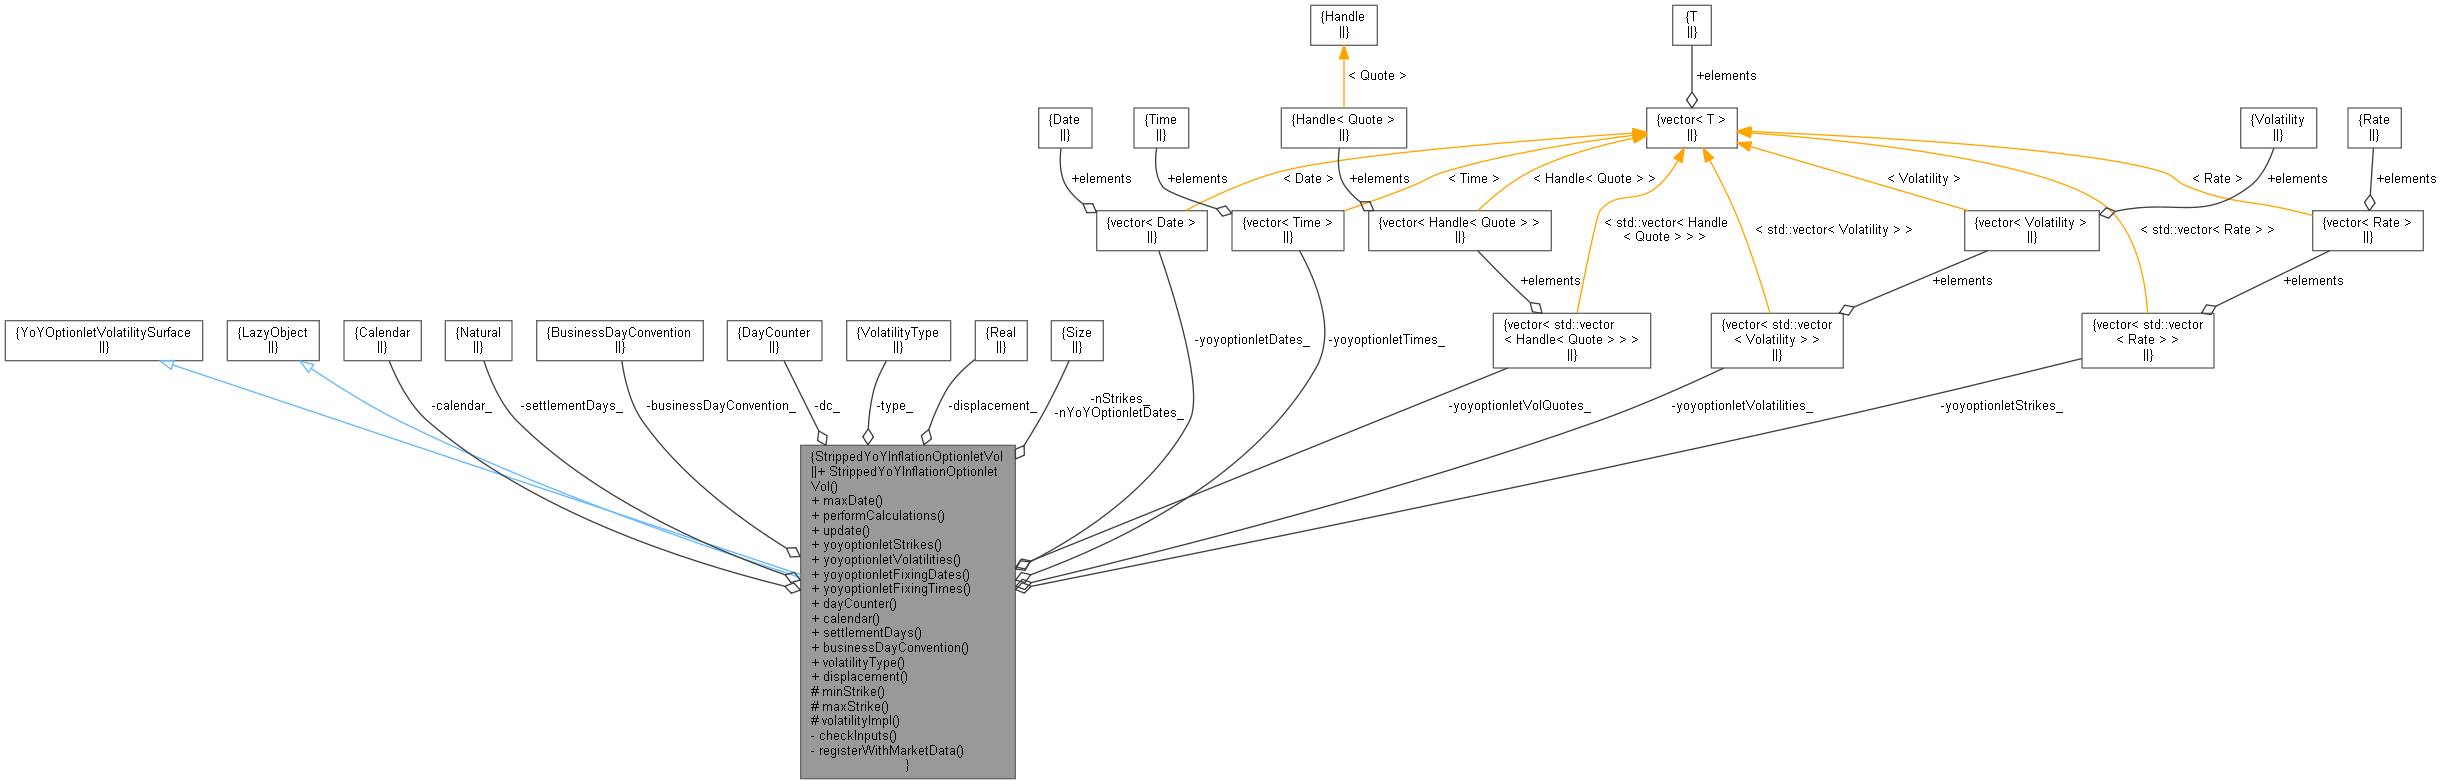 {Handle
||}
{T
||}
< Quote >
+elements
{Date
||}
{Time
||}
{Handle< Quote >
||}
{vector< T >
||}
{Volatility
||}
{Rate
||}
+elements
+elements
+elements
< Date >
< Time >
< Handle< Quote > >
< Volatility >
+elements
< Rate >
+elements
{vector< Date >
||}
{vector< Time >
||}
{vector< Handle< Quote > >
||}
< std::vector< Handle
< Quote > > >
< std::vector< Volatility > >
{vector< Volatility >
||}
< std::vector< Rate > >
{vector< Rate >
||}
+elements
+elements
+elements
{YoYOptionletVolatilitySurface
||}
{LazyObject
||}
{Calendar
||}
{Natural
||}
{BusinessDayConvention
||}
{DayCounter
||}
{VolatilityType
||}
{Real
||}
{Size
||}
-yoyoptionletDates_
-yoyoptionletTimes_
{vector< std::vector
< Handle< Quote > > >
||}
{vector< std::vector
< Volatility > >
||}
{vector< std::vector
< Rate > >
||}
-calendar_
-settlementDays_
-businessDayConvention_
-dc_
-type_
-displacement_
-nStrikes_
-nYoYOptionletDates_
-yoyoptionletVolQuotes_
-yoyoptionletVolatilities_
-yoyoptionletStrikes_
{StrippedYoYInflationOptionletVol
||+ StrippedYoYInflationOptionlet
Vol()
+ maxDate()
+ performCalculations()
+ update()
+ yoyoptionletStrikes()
+ yoyoptionletVolatilities()
+ yoyoptionletFixingDates()
+ yoyoptionletFixingTimes()
+ dayCounter()
+ calendar()
+ settlementDays()
+ businessDayConvention()
+ volatilityType()
+ displacement()
# minStrike()
# maxStrike()
# volatilityImpl()
- checkInputs()
- registerWithMarketData()
}